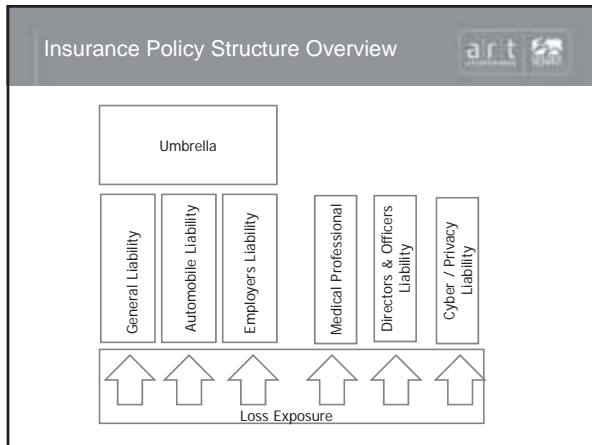 Insurance Policy Structure Overview
art
Umbrella
General Liability
Automobile Liability
Employers Liability
Medical Professional
Directors & Officers
Liability
Cyber / Privacy
Liability
Loss Exposure